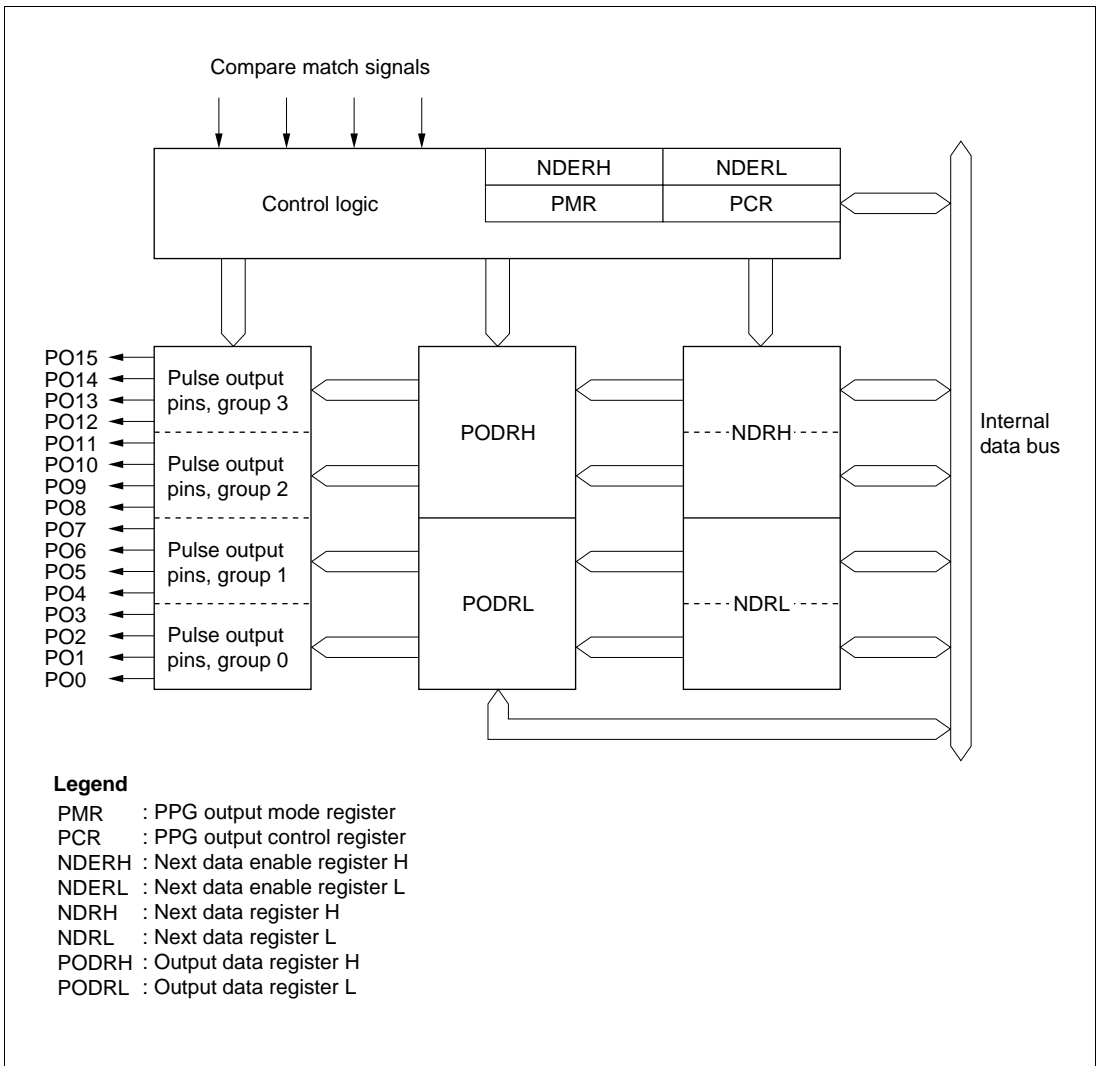 Compare match signals
NDERH NDERL
Control logic PMR PCR
PO15
PO14
PO13
PO12
PO11
PO10
PO9
PO8
PO7
PO6
PO5
PO4
PO3
PO2
PO1
PO0
Pulse output
pins, group 3
Pulse output
pins, group 2
Pulse output
pins, group 1
Pulse output
pins, group 0
PODRH
PODRL
NDRH
NDRL
Internal
data bus
Legend
PMR : PPG output mode register
PCR : PPG output control register
NDERH : Next data enable register H
NDERL : Next data enable register L
NDRH : Next data register H
NDRL : Next data register L
PODRH : Output data register H
PODRL : Output data register L